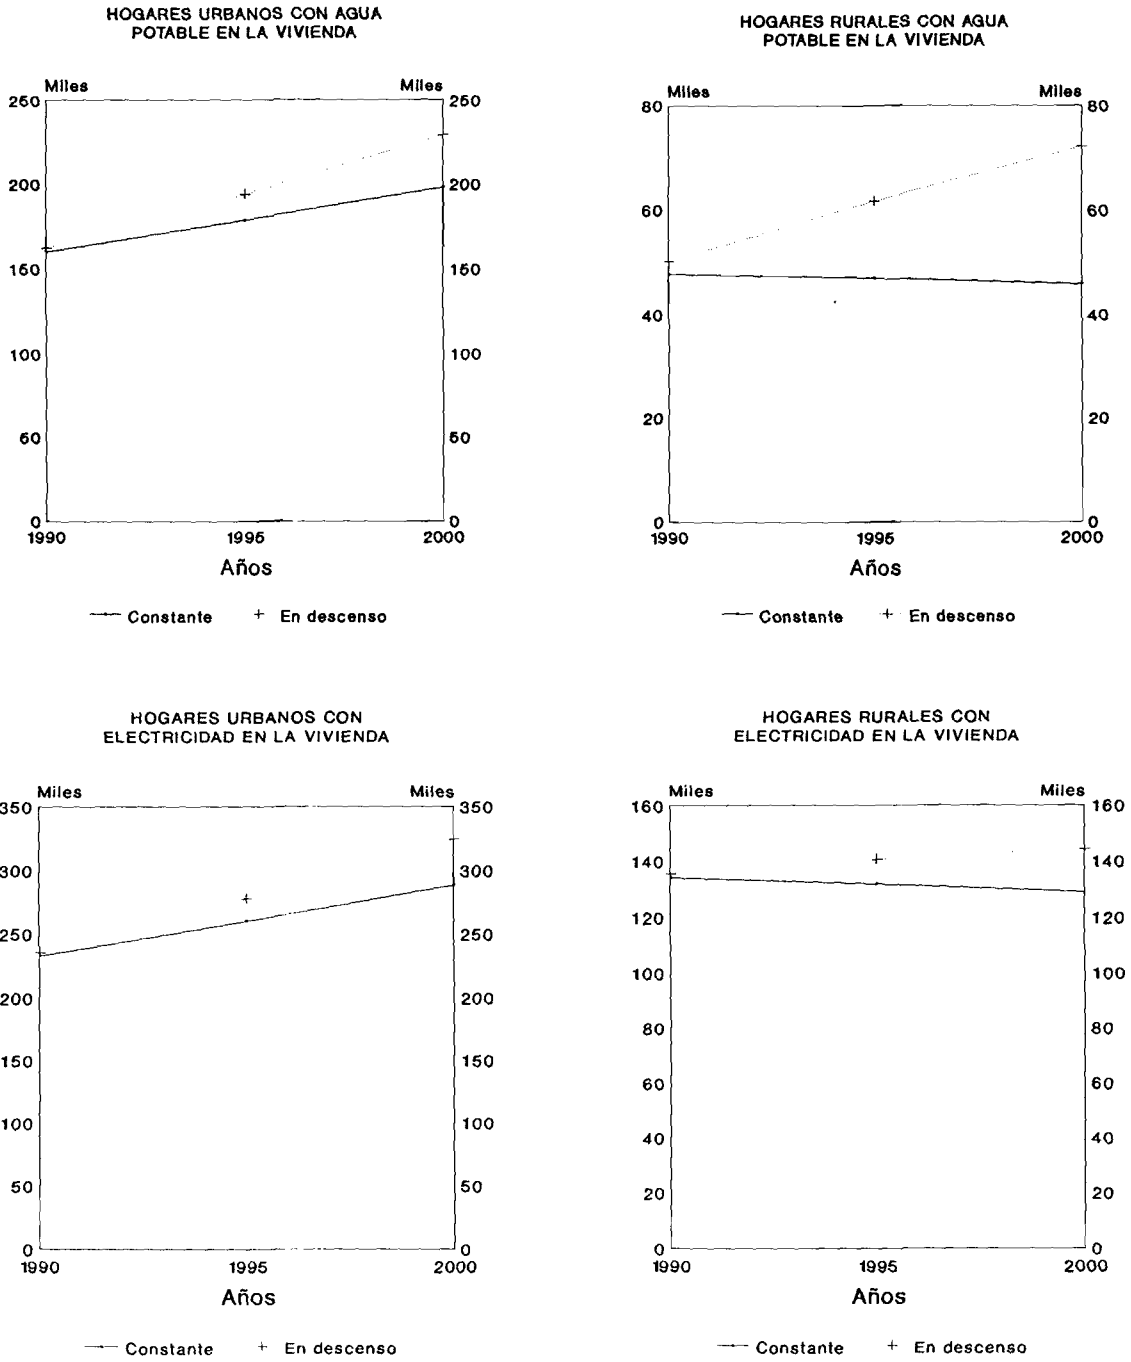 HOGARES URBANOS CON AGUA
POTABLE EN LA VIVIENDA
Miles Miles
250 250
200 200
150 150
100 100
50 50
0 0
1990 1995 2000
Años
Constante En descenso
HOGARES RURALES CON AGUA
POTABLE EN LA VIVIENDA
Miles Miles
80 80
60 60
40 40
20 20
0 0
1990 1995 2000
Años
Constante En descenso
HOGARES URBANOS CON
ELECTRICIDAD EN LA VIVIENDA
Miles Miles
350 350
300 300
250 250
200 200
150 150
100 100
50 50
0 0
1990 1995 2000
Años
Constante En descenso
HOGARES RURALES CON
ELECTRICIDAD EN LA VIVIENDA
Miles Miles
160 160
140 140
120 120
100 100
80 80
60 60
40 40
20 20
0 0
1990 1995 2000
Años
Constante En descenso